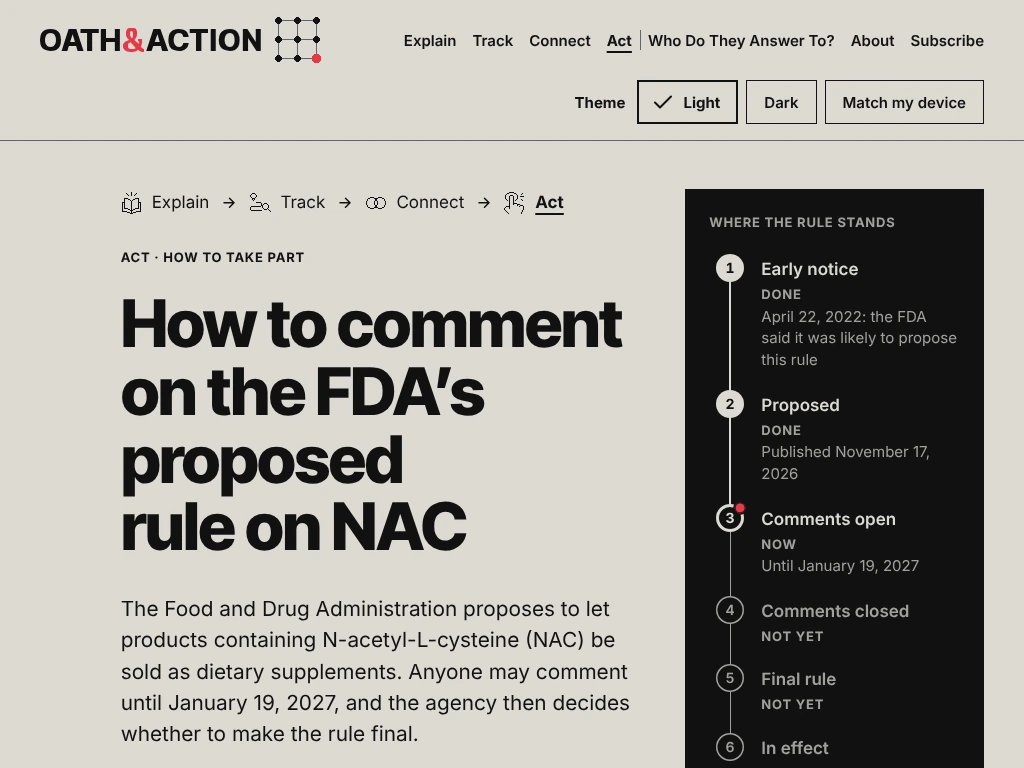 OATH&ACTION
Explain Track Connect Act Who Do They Answer To? About Subscribe
Theme Light Dark Match my device
Explain → Track → Connect → Act
ACT · HOW TO TAKE PART
How to comment
on the FDA’s
proposed
rule on NAC
The Food and Drug Administration proposes to let
products containing N-acetyl-L-cysteine (NAC) be
sold as dietary supplements. Anyone may comment
until January 19, 2027, and the agency then decides
whether to make the rule final.
WHERE THE RULE STANDS
1 Early notice
DONE
April 22, 2022: the FDA
said it was likely to propose
this rule
2 Proposed
DONE
Published November 17,
2026
3 Comments open
NOW
Until January 19, 2027
4 Comments closed
NOT YET
5 Final rule
NOT YET
6 In effect